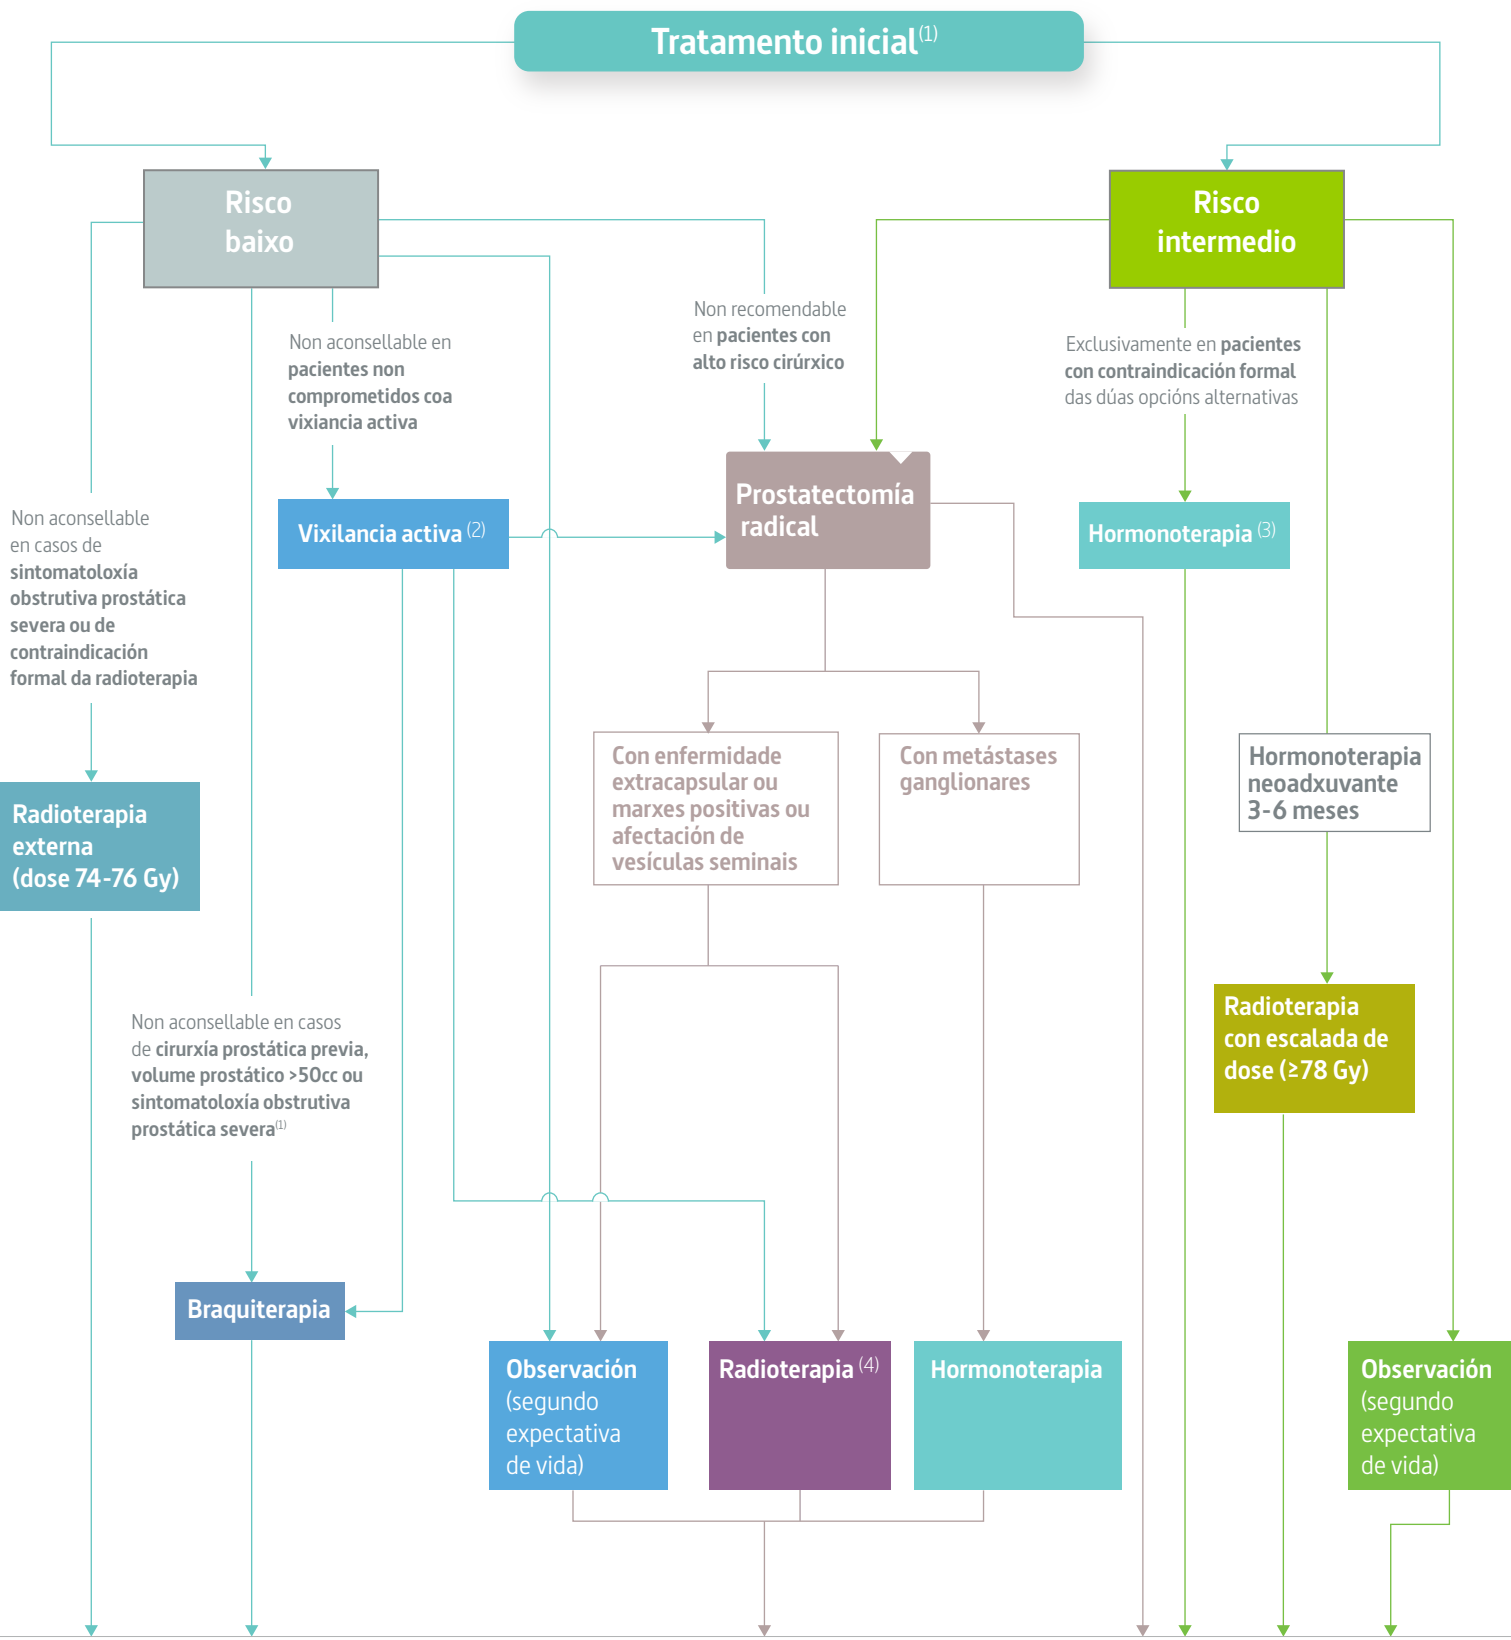 Tratamento inicial(1)
Risco
baixo
Risco
intermedio
Non recomendable
en pacientes con
alto risco cirúrxico
Non aconsellable en
pacientes non
comprometidos coa
vixiancia activa
Exclusivamente en pacientes
con contraindicación formal
das dúas opcións alternativas
Prostatectomía
radical
Vixilancia activa (2)
Hormonoterapia (3)
Non aconsellable
en casos de
sintomatoloxía
obstrutiva prostática
severa ou de
contraindicación
formal da radioterapia
Con enfermidade
extracapsular ou
marxes positivas ou
afectación de
vesículas seminais
Con metástases
ganglionares
Hormonoterapia
neoadxuvante
3-6 meses
Radioterapia
externa
(dose 74-76 Gy)
Radioterapia
con escalada de
dose (≥78 Gy)
Non aconsellable en casos
de cirurxía prostática previa,
volume prostático >50cc ou
sintomatoloxía obstrutiva
prostática severa(1)
Braquiterapia
Observación
(segundo
expectativa
de vida)
Radioterapia (4)
Hormonoterapia
Observación
(segundo
expectativa
de vida)